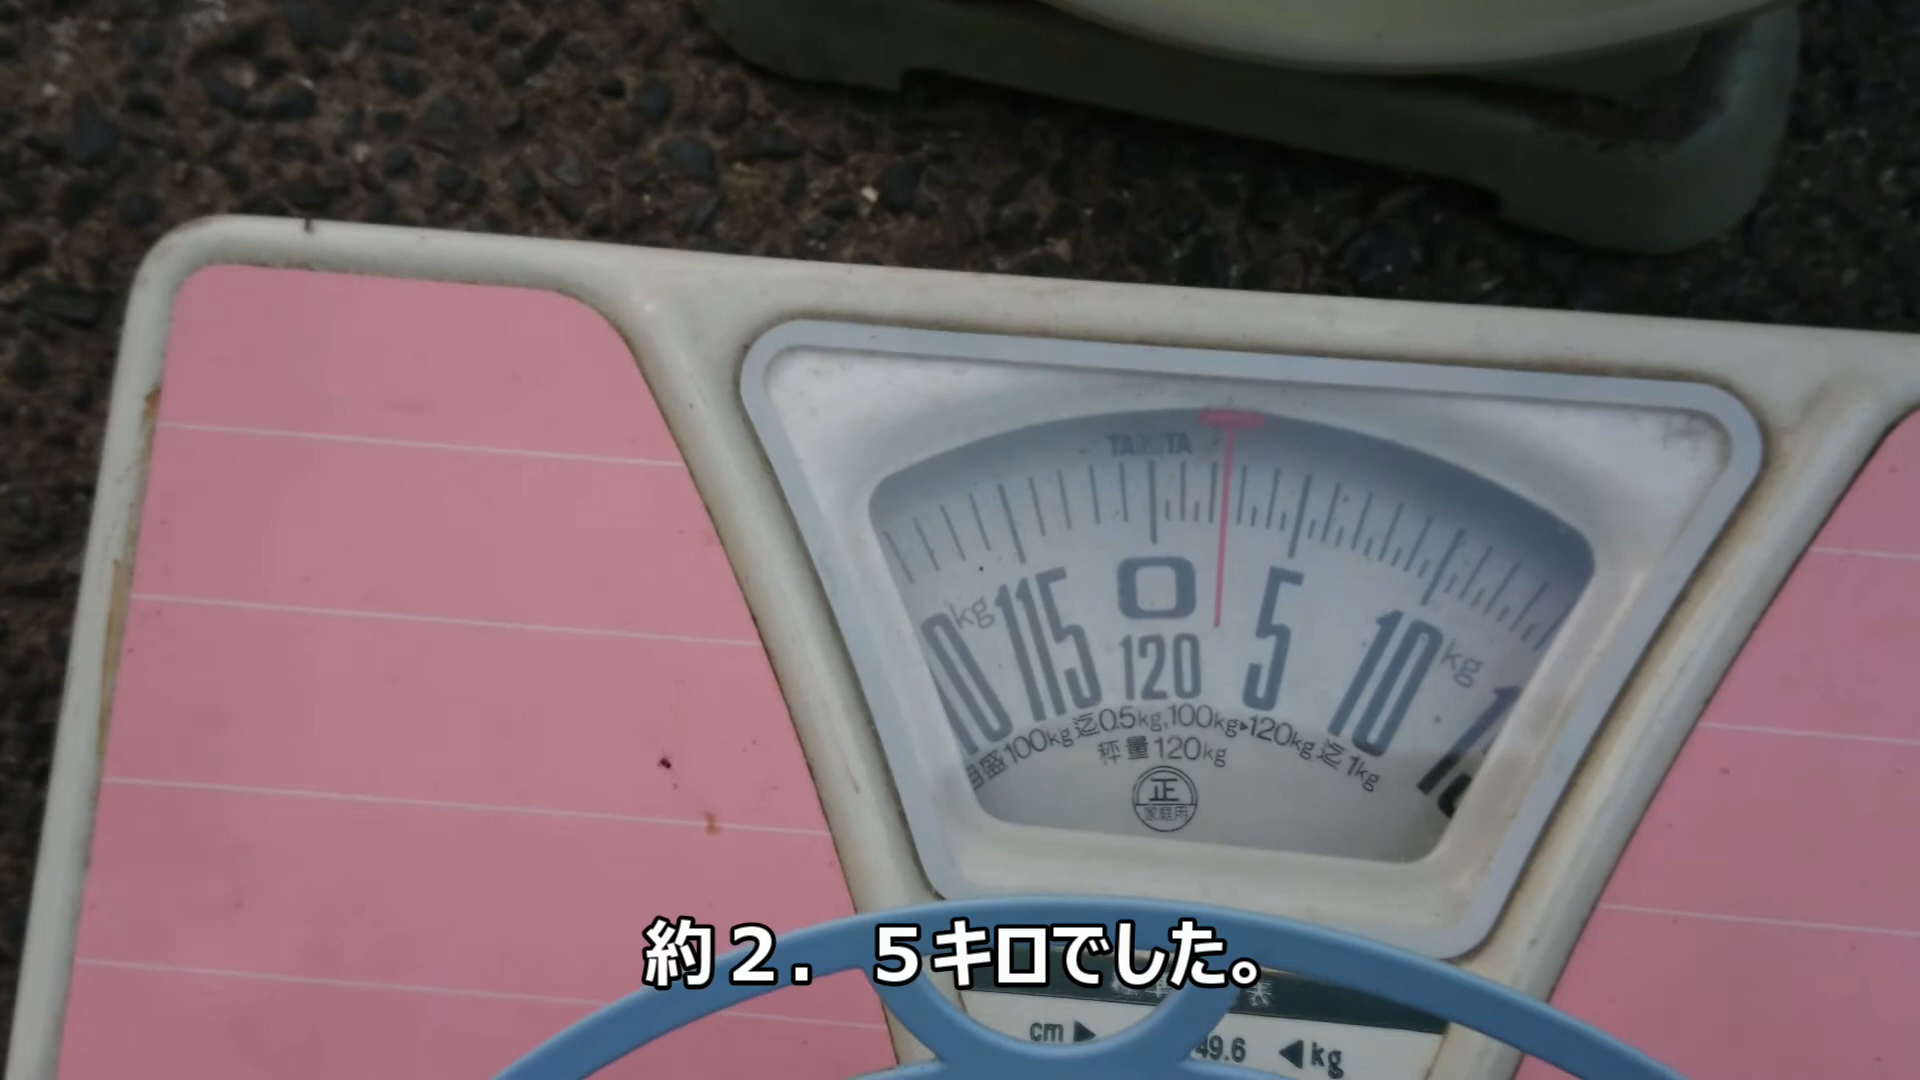 TANITA
0
kg 115 5 10 kg
120
目盛100kg迄0.5kg,100kg▸120kg迄1kg
秤量120kg
正
家庭用
約２．５キロでした。
cm ▶ 49.6 ◀ kg